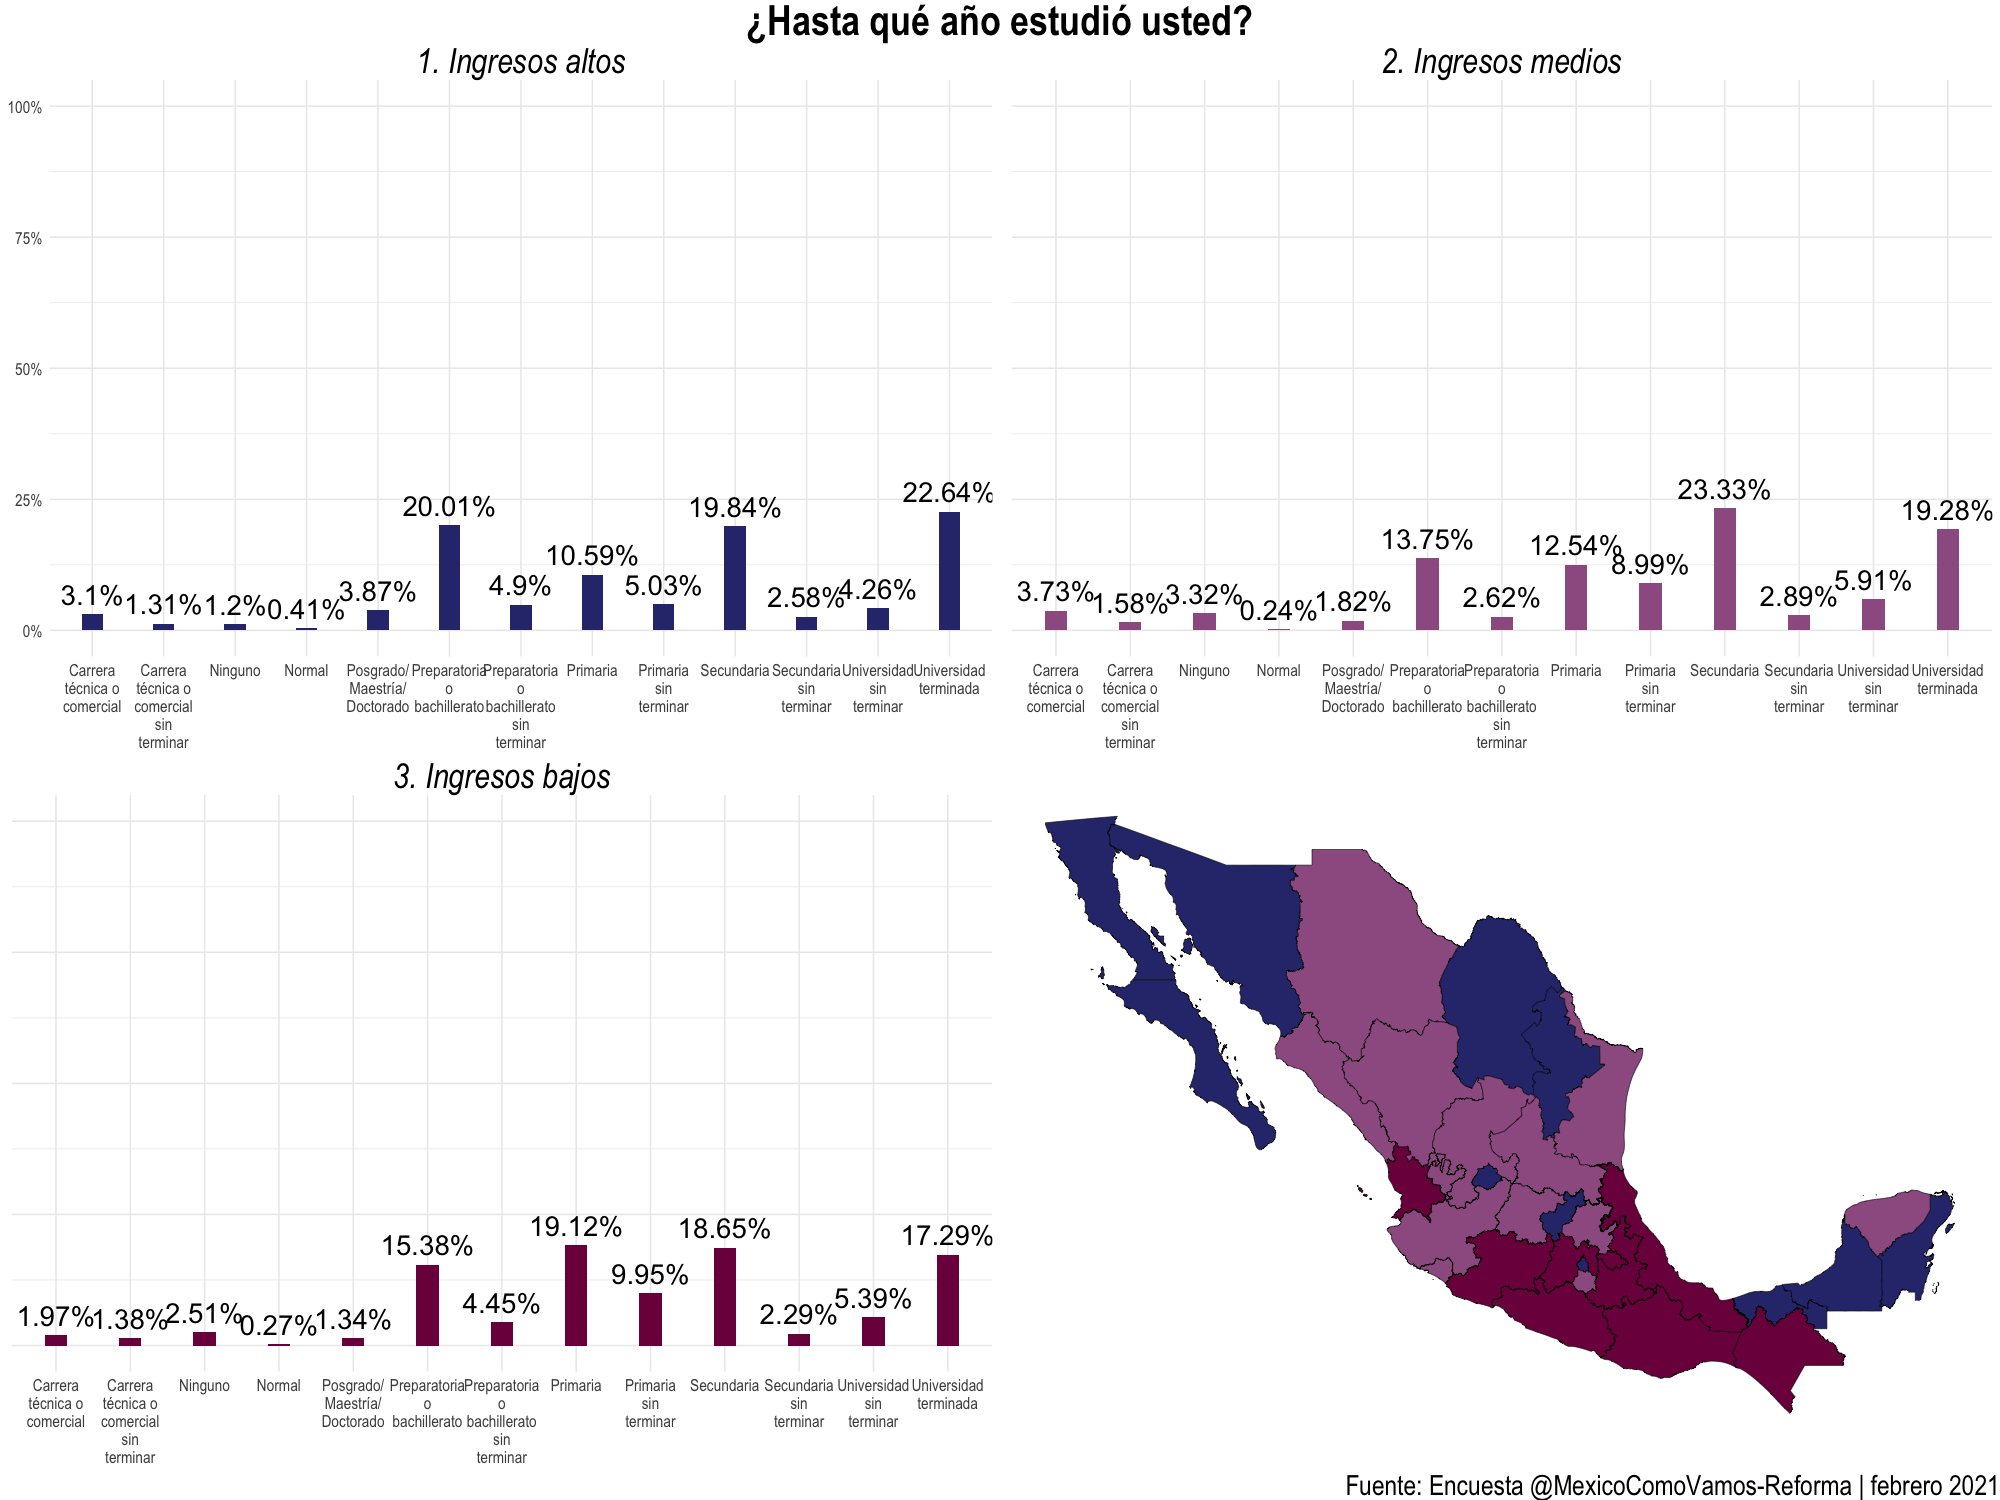 ¿Hasta qué año estudió usted?
1. Ingresos altos
100%
75%
50%
25%
0%
3.1%
1.31%
1.2%
0.41%
3.87%
20.01%
4.9%
10.59%
5.03%
19.84%
2.58%
4.26%
22.64%
Carrera
técnica o
comercial
Carrera
técnica o
comercial
sin
terminar
Ninguno
Normal
Posgrado/
Maestría/
Doctorado
Preparatoria
o
bachillerato
Preparatoria
o
bachillerato
sin
terminar
Primaria
Primaria
sin
terminar
Secundaria
Secundaria
sin
terminar
Universidad
sin
terminar
Universidad
terminada
2. Ingresos medios
3.73%
1.58%
3.32%
0.24%
1.82%
13.75%
2.62%
12.54%
8.99%
23.33%
2.89%
5.91%
19.28%
Carrera
técnica o
comercial
Carrera
técnica o
comercial
sin
terminar
Ninguno
Normal
Posgrado/
Maestría/
Doctorado
Preparatoria
o
bachillerato
Preparatoria
o
bachillerato
sin
terminar
Primaria
Primaria
sin
terminar
Secundaria
Secundaria
sin
terminar
Universidad
sin
terminar
Universidad
terminada
3. Ingresos bajos
1.97%
1.38%
2.51%
0.27%
1.34%
15.38%
4.45%
19.12%
9.95%
18.65%
2.29%
5.39%
17.29%
Carrera
técnica o
comercial
Carrera
técnica o
comercial
sin
terminar
Ninguno
Normal
Posgrado/
Maestría/
Doctorado
Preparatoria
o
bachillerato
Preparatoria
o
bachillerato
sin
terminar
Primaria
Primaria
sin
terminar
Secundaria
Secundaria
sin
terminar
Universidad
sin
terminar
Universidad
terminada
Fuente: Encuesta @MexicoComoVamos-Reforma | febrero 2021